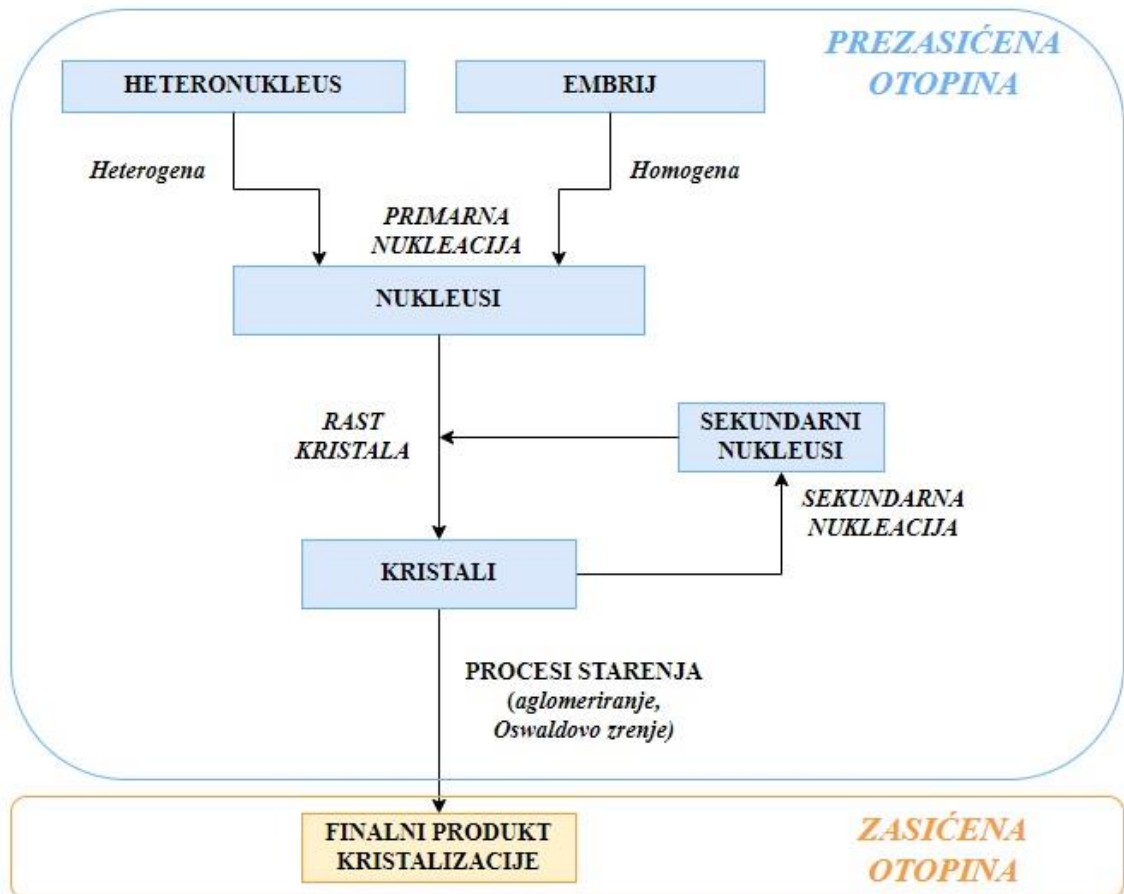 PREZASIĆENA
OTOPINA
HETERONUKLEUS
EMBRIJ
Heterogena
Homogena
PRIMARNA
NUKLEACIJA
NUKLEUSI
RAST
KRISTALA
SEKUNDARNI
NUKLEUSI
SEKUNDARNA
NUKLEACIJA
KRISTALI
PROCESI STARENJA
(aglomeriranje,
Oswaldovo zrenje)
FINALNI PRODUKT
KRISTALIZACIJE
ZASIĆENA
OTOPINA